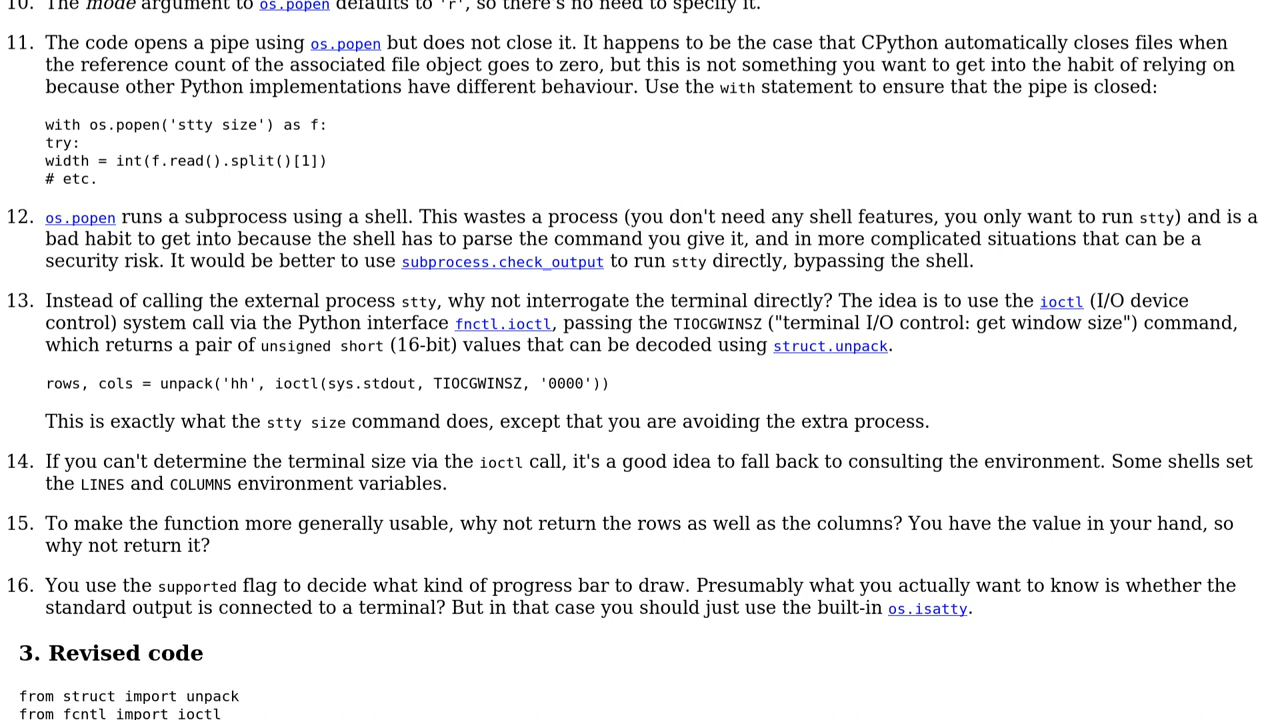 10. The mode argument to os.popen defaults to 'r', so there's no need to specify it.
11. The code opens a pipe using os.popen but does not close it. It happens to be the case that CPython automatically closes files when
the reference count of the associated file object goes to zero, but this is not something you want to get into the habit of relying on
because other Python implementations have different behaviour. Use the with statement to ensure that the pipe is closed:
with os.popen('stty size') as f:
try:
width = int(f.read().split()[1])
# etc.
12. os.popen runs a subprocess using a shell. This wastes a process (you don't need any shell features, you only want to run stty) and is a
bad habit to get into because the shell has to parse the command you give it, and in more complicated situations that can be a
security risk. It would be better to use subprocess.check_output to run stty directly, bypassing the shell.
13. Instead of calling the external process stty, why not interrogate the terminal directly? The idea is to use the ioctl (I/O device
control) system call via the Python interface fnctl.ioctl, passing the TIOCGWINSZ ("terminal I/O control: get window size") command,
which returns a pair of unsigned short (16-bit) values that can be decoded using struct.unpack.
rows, cols = unpack('hh', ioctl(sys.stdout, TIOCGWINSZ, '0000'))
This is exactly what the stty size command does, except that you are avoiding the extra process.
14. If you can't determine the terminal size via the ioctl call, it's a good idea to fall back to consulting the environment. Some shells set
the LINES and COLUMNS environment variables.
15. To make the function more generally usable, why not return the rows as well as the columns? You have the value in your hand, so
why not return it?
16. You use the supported flag to decide what kind of progress bar to draw. Presumably what you actually want to know is whether the
standard output is connected to a terminal? But in that case you should just use the built-in os.isatty.
3. Revised code
from struct import unpack
from fcntl import ioctl